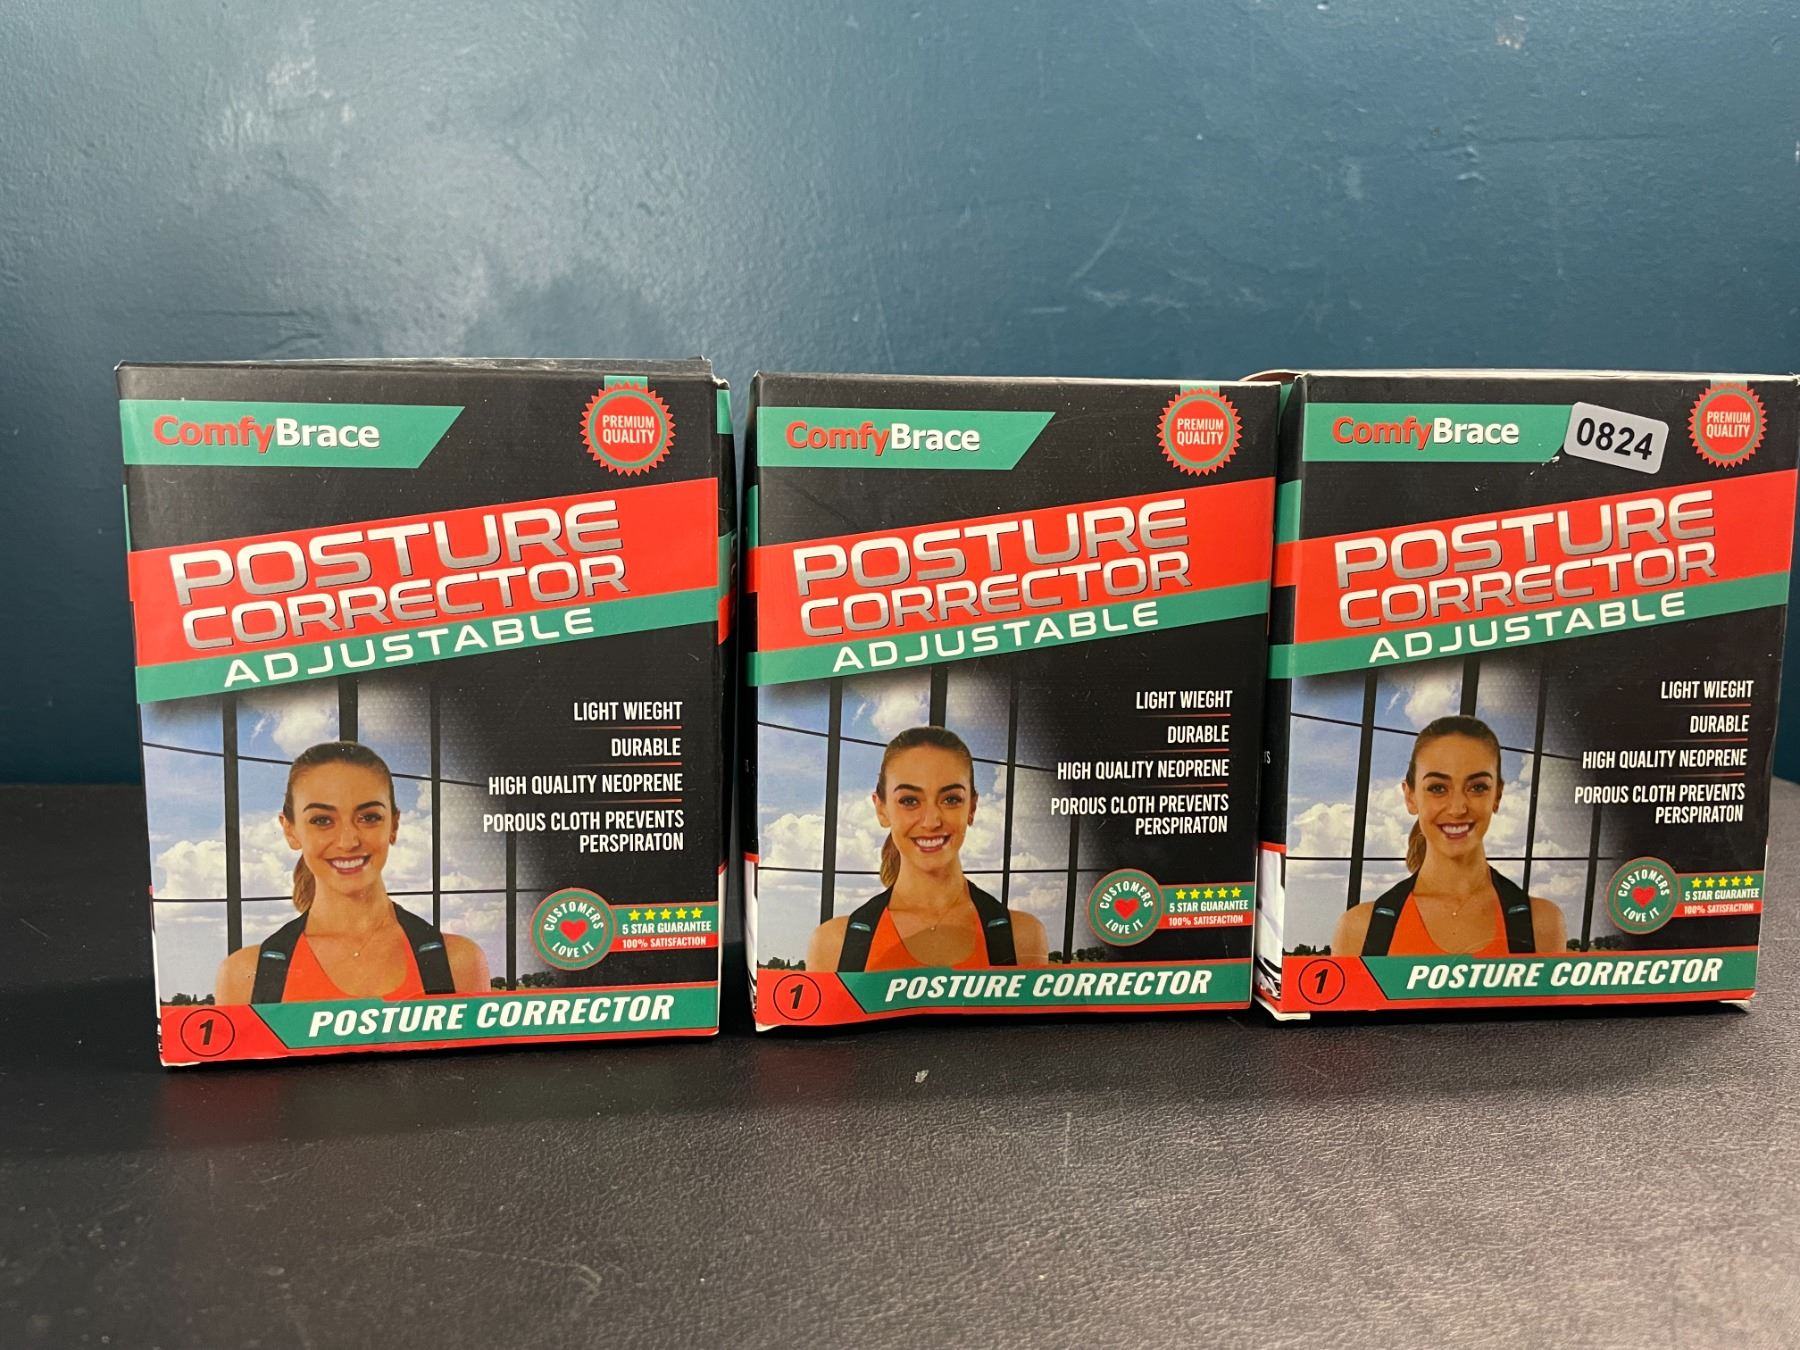 ComfyBrace
PREMIUM
QUALITY
POSTURE
CORRECTOR
ADJUSTABLE
LIGHT WIEGHT
DURABLE
HIGH QUALITY NEOPRENE
POROUS CLOTH PREVENTS
PERSPIRATON
CUSTOMERS
LOVE IT
5 STAR GUARANTEE
100% SATISFACTION
1
POSTURE CORRECTOR
ComfyBrace
PREMIUM
QUALITY
POSTURE
CORRECTOR
ADJUSTABLE
LIGHT WIEGHT
DURABLE
HIGH QUALITY NEOPRENE
POROUS CLOTH PREVENTS
PERSPIRATON
CUSTOMERS
LOVE IT
5 STAR GUARANTEE
100% SATISFACTION
1
POSTURE CORRECTOR
ComfyBrace
0824
PREMIUM
QUALITY
POSTURE
CORRECTOR
ADJUSTABLE
LIGHT WIEGHT
DURABLE
HIGH QUALITY NEOPRENE
POROUS CLOTH PREVENTS
PERSPIRATON
CUSTOMERS
LOVE IT
5 STAR GUARANTEE
100% SATISFACTION
1
POSTURE CORRECTOR